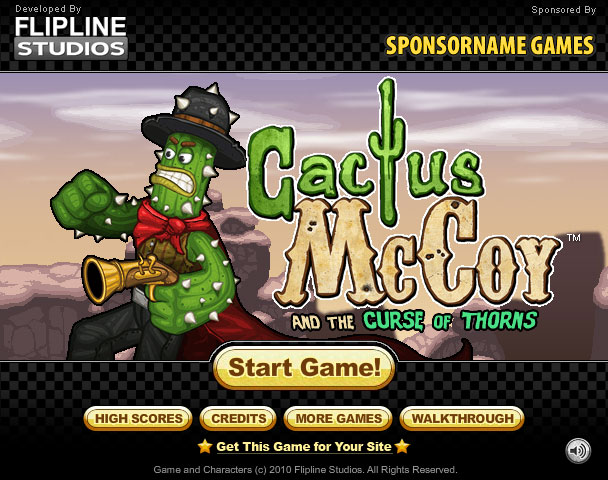 Developed By
FLIPLINE
STUDIOS
Sponsored By
SPONSORNAME GAMES
Cactus
McCoy™
AND THE CURSE OF THORNS
Start Game!
HIGH SCORES
CREDITS
MORE GAMES
WALKTHROUGH
Get This Game for Your Site
Game and Characters (c) 2010 Flipline Studios. All Rights Reserved.